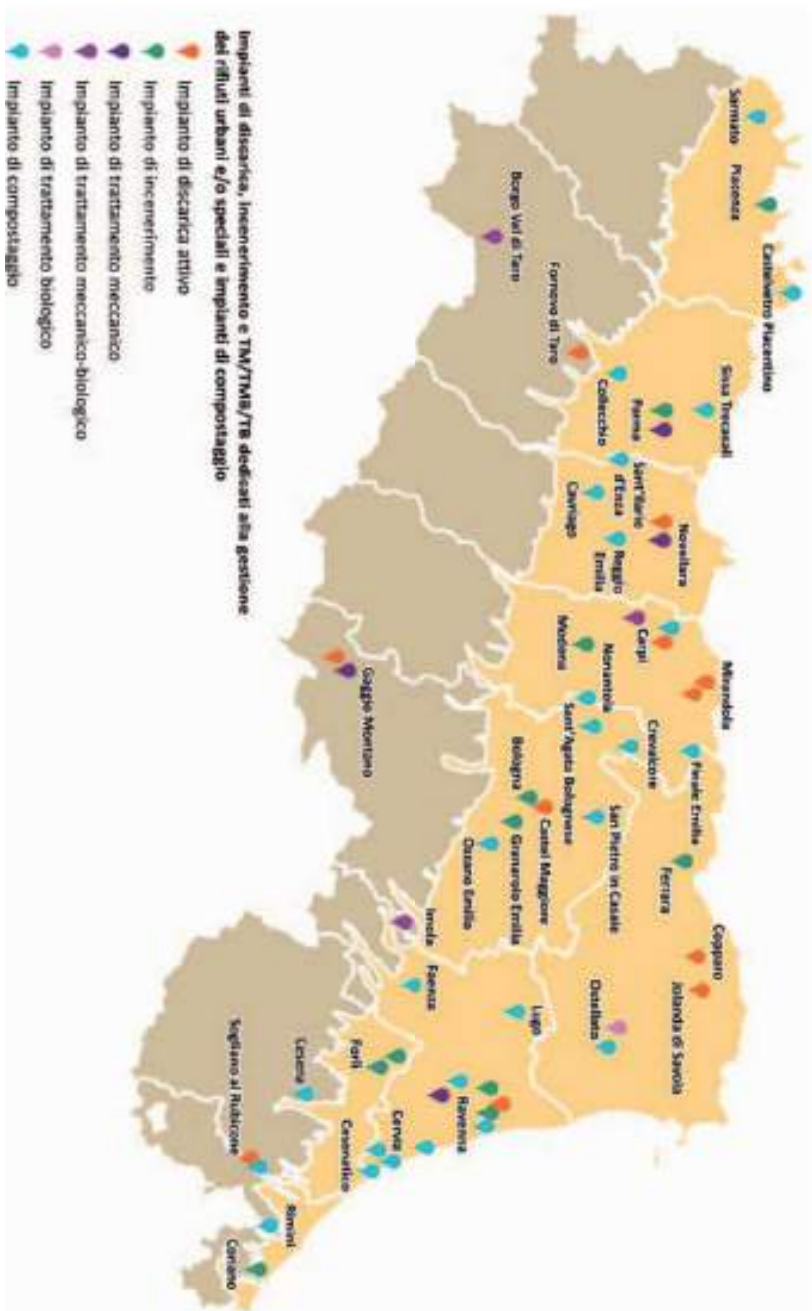 Sarmato
Piacenza
Castelvetro Piacentino
Borgo Val di Taro
Fornovo di Taro
Collecchio
Parma
Sissa Trecasali
Sant'Ilario
d'Enza
Cavriago
Novellara
Reggio
Emilia
Carpi
Mirandola
Modena
Nonantola
Sant'Agata Bolognese
Crevalcore
Finale Emilia
Gaggio Montano
Bologna
Castel Maggiore
Granarolo Emilia
Ozzano Emilia
San Pietro in Casale
Ferrara
Copparo
Jolanda di Savoia
Ostellato
Imola
Faenza
Lugo
Forlì
Ravenna
Cervia
Cesenatico
Cesena
Sogliano al Rubicone
Rimini
Coriano
Impianti di discarica, incenerimento e TM/TMB/TB dedicati alla gestione
dei rifiuti urbani e/o speciali e impianti di compostaggio
Impianto di discarica attivo
Impianto di incenerimento
Impianto di trattamento meccanico
Impianto di trattamento meccanico-biologico
Impianto di trattamento biologico
Impianto di compostaggio